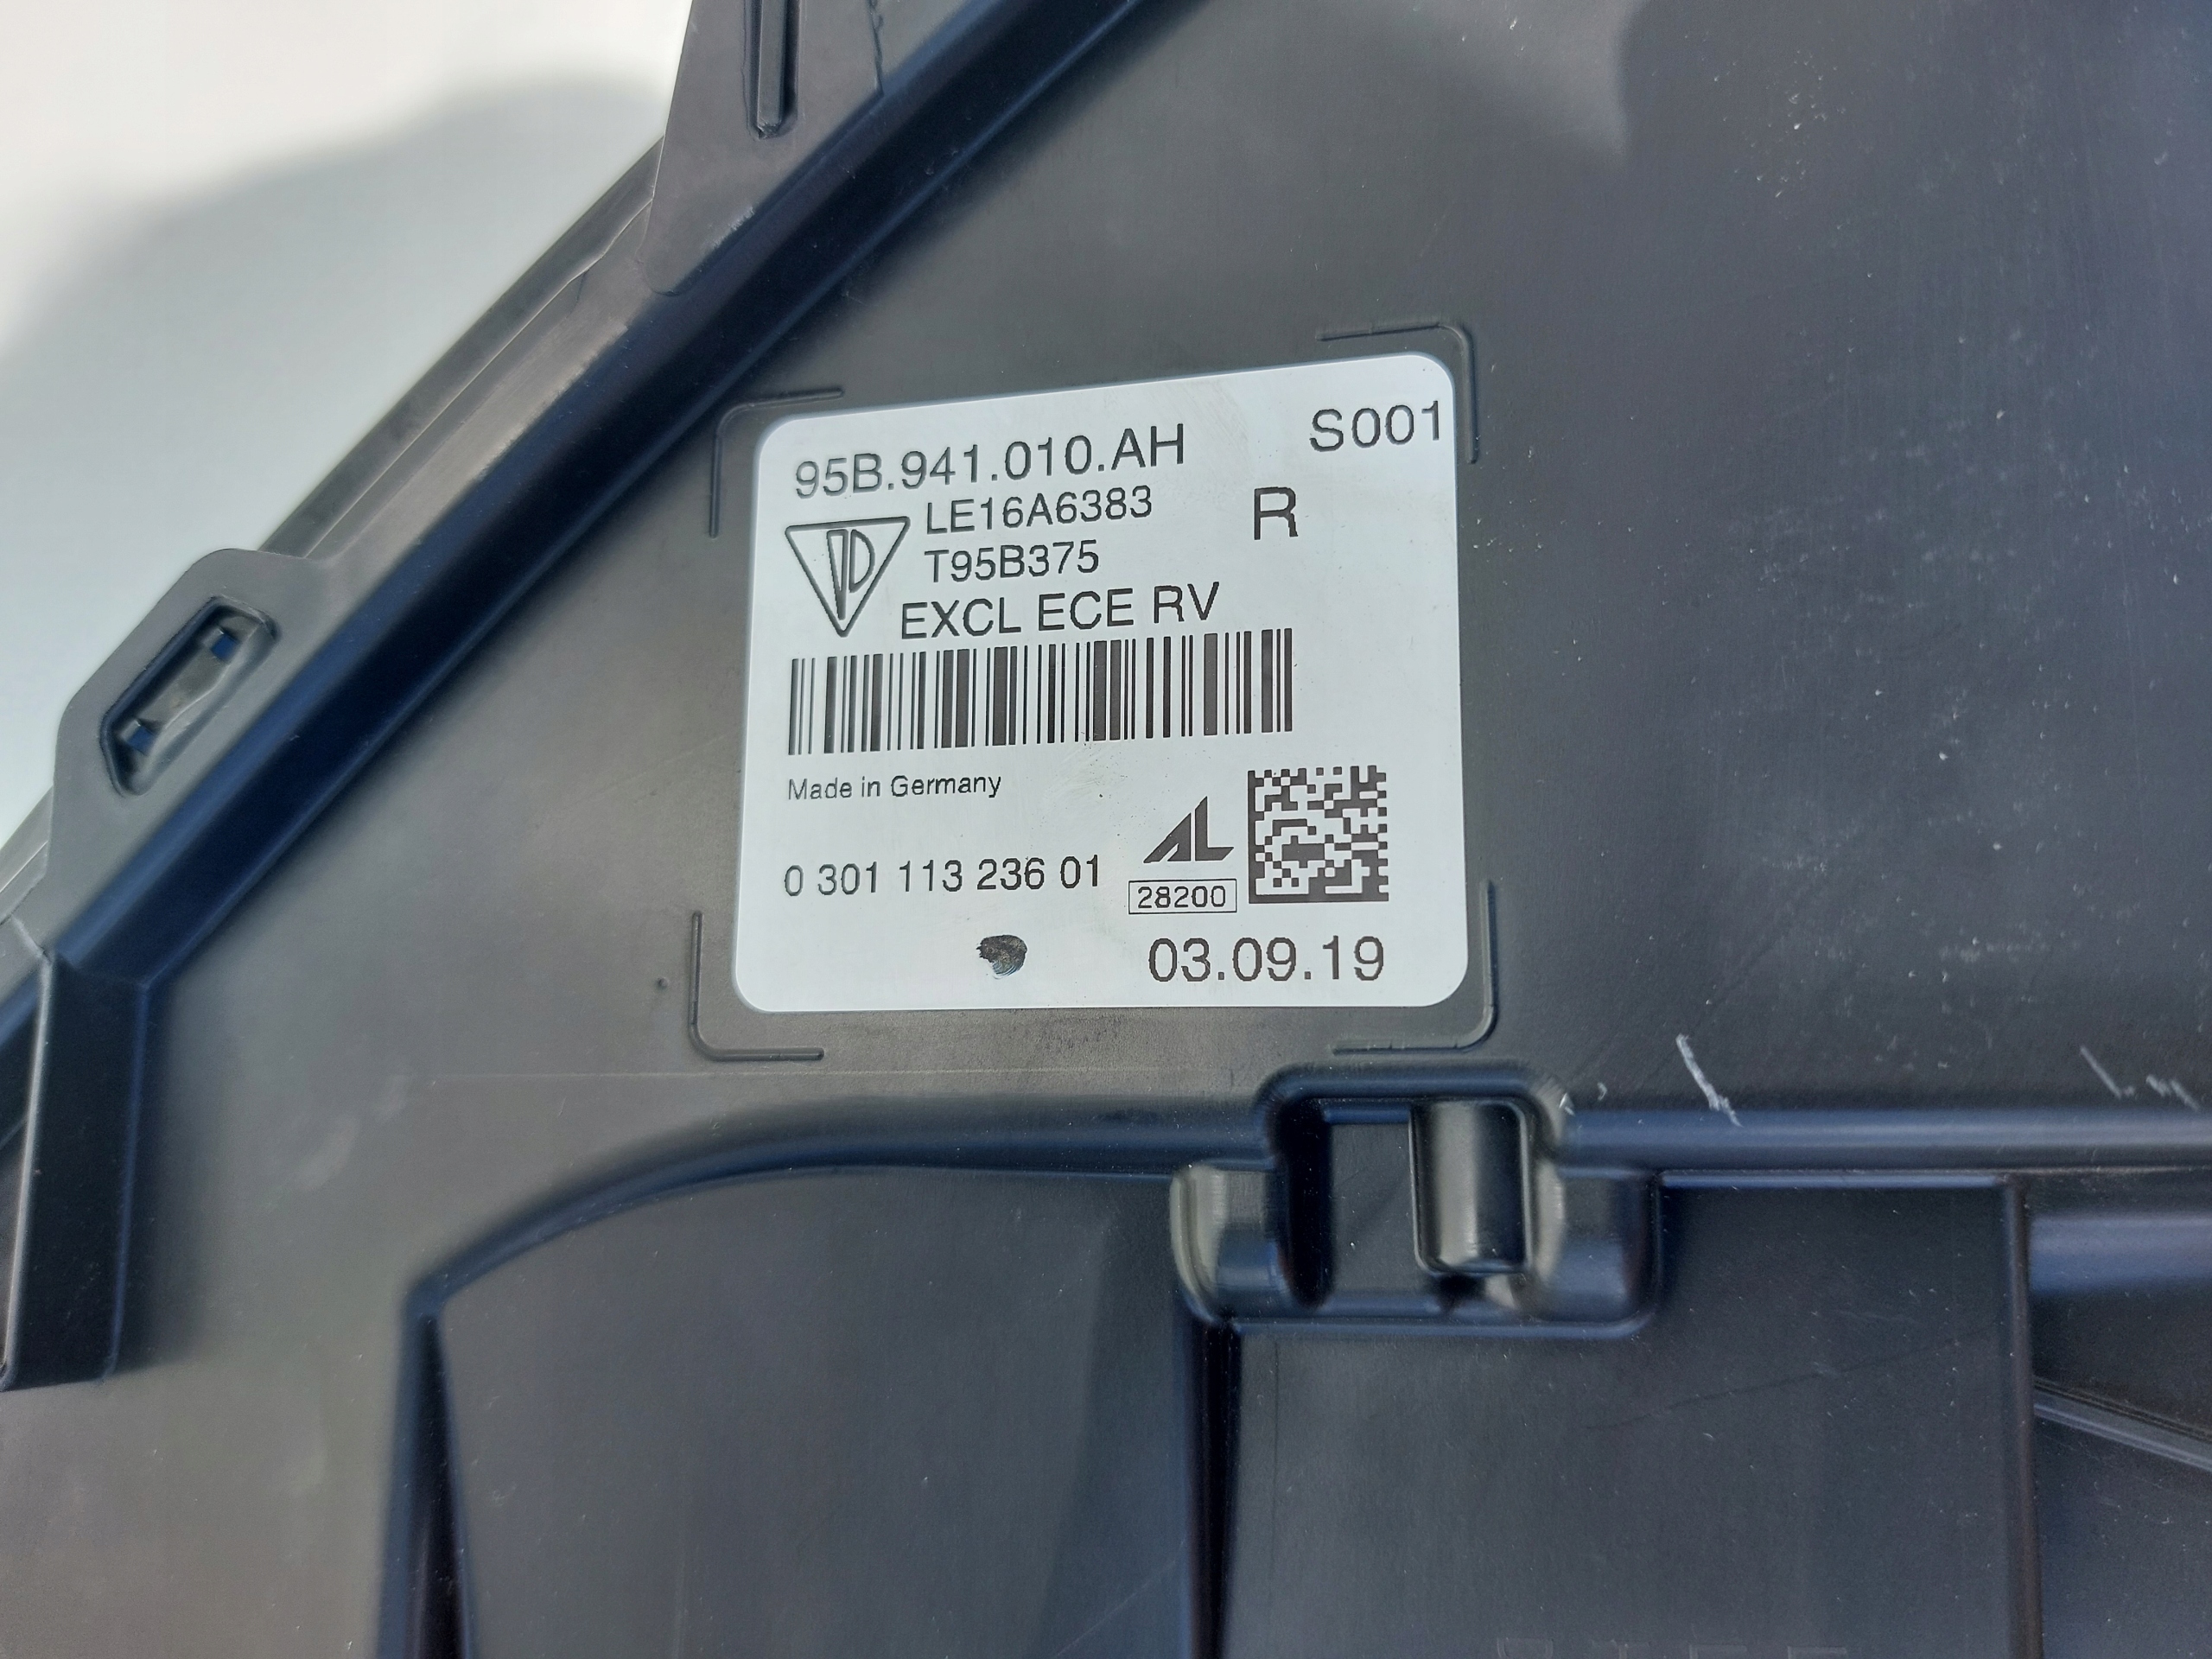 95B.941.010.AH S001
LE16A6383 R
T95B375
EXCL ECE RV
Made in Germany
AL
0 301 113 236 01
28200
03.09.19